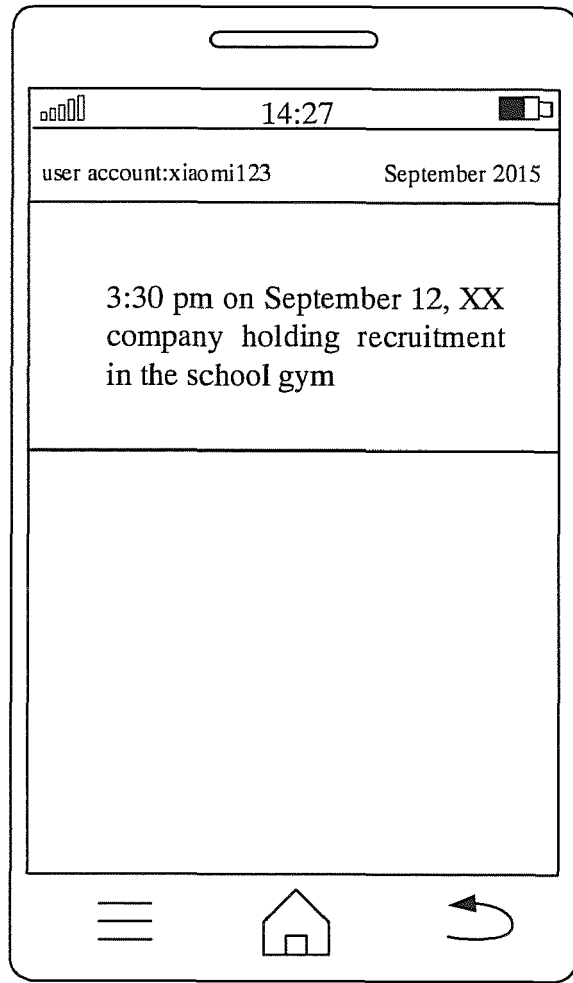 14:27
user account:xiaomi123 September 2015
3:30 pm on September 12, XX
company holding recruitment
in the school gym